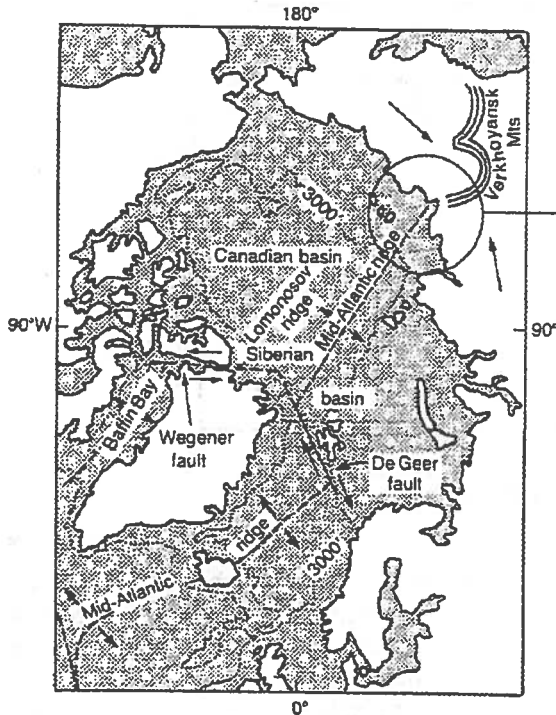 180°
Verkhoyansk
Mts
3000'
Canadian basin
Lomonosov
ridge
Mid-Atlantic ridge
90°W
90°
Siberian
basin
Baffin Bay
Wegener
fault
De Geer
fault
ridge
3000'
Mid-Atlantic
0°